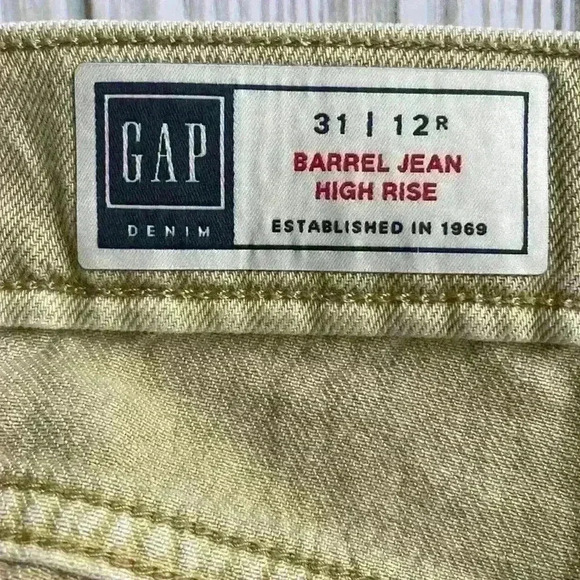 GAP
DENIM
31 | 12R
BARREL JEAN
HIGH RISE
ESTABLISHED IN 1969